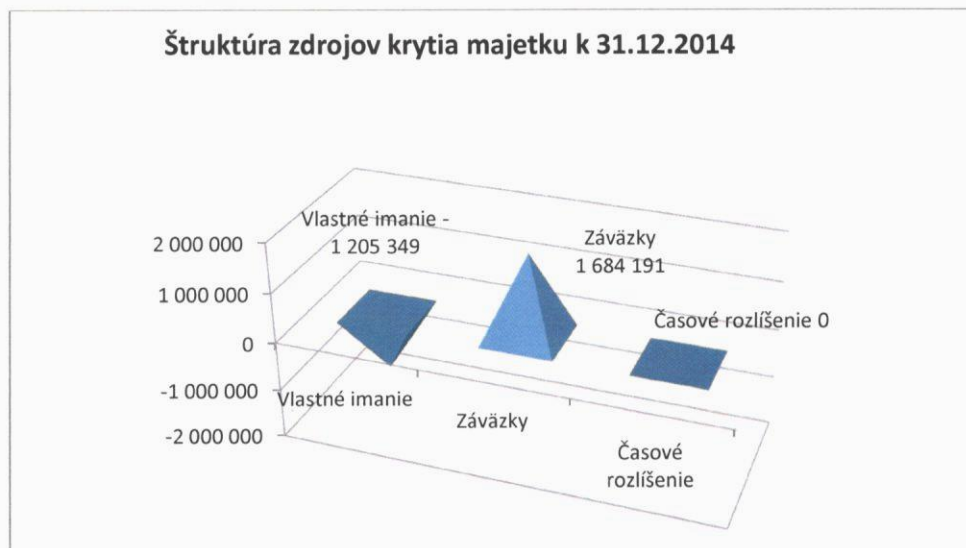 Štruktúra zdrojov krytia majetku k 31.12.2014
Vlastné imanie -
1 205 349
Záväzky
1 684 191
Časové rozlíšenie 0
2 000 000
1 000 000
0
-1 000 000
-2 000 000
Vlastné imanie
Záväzky
Časové
rozlíšenie